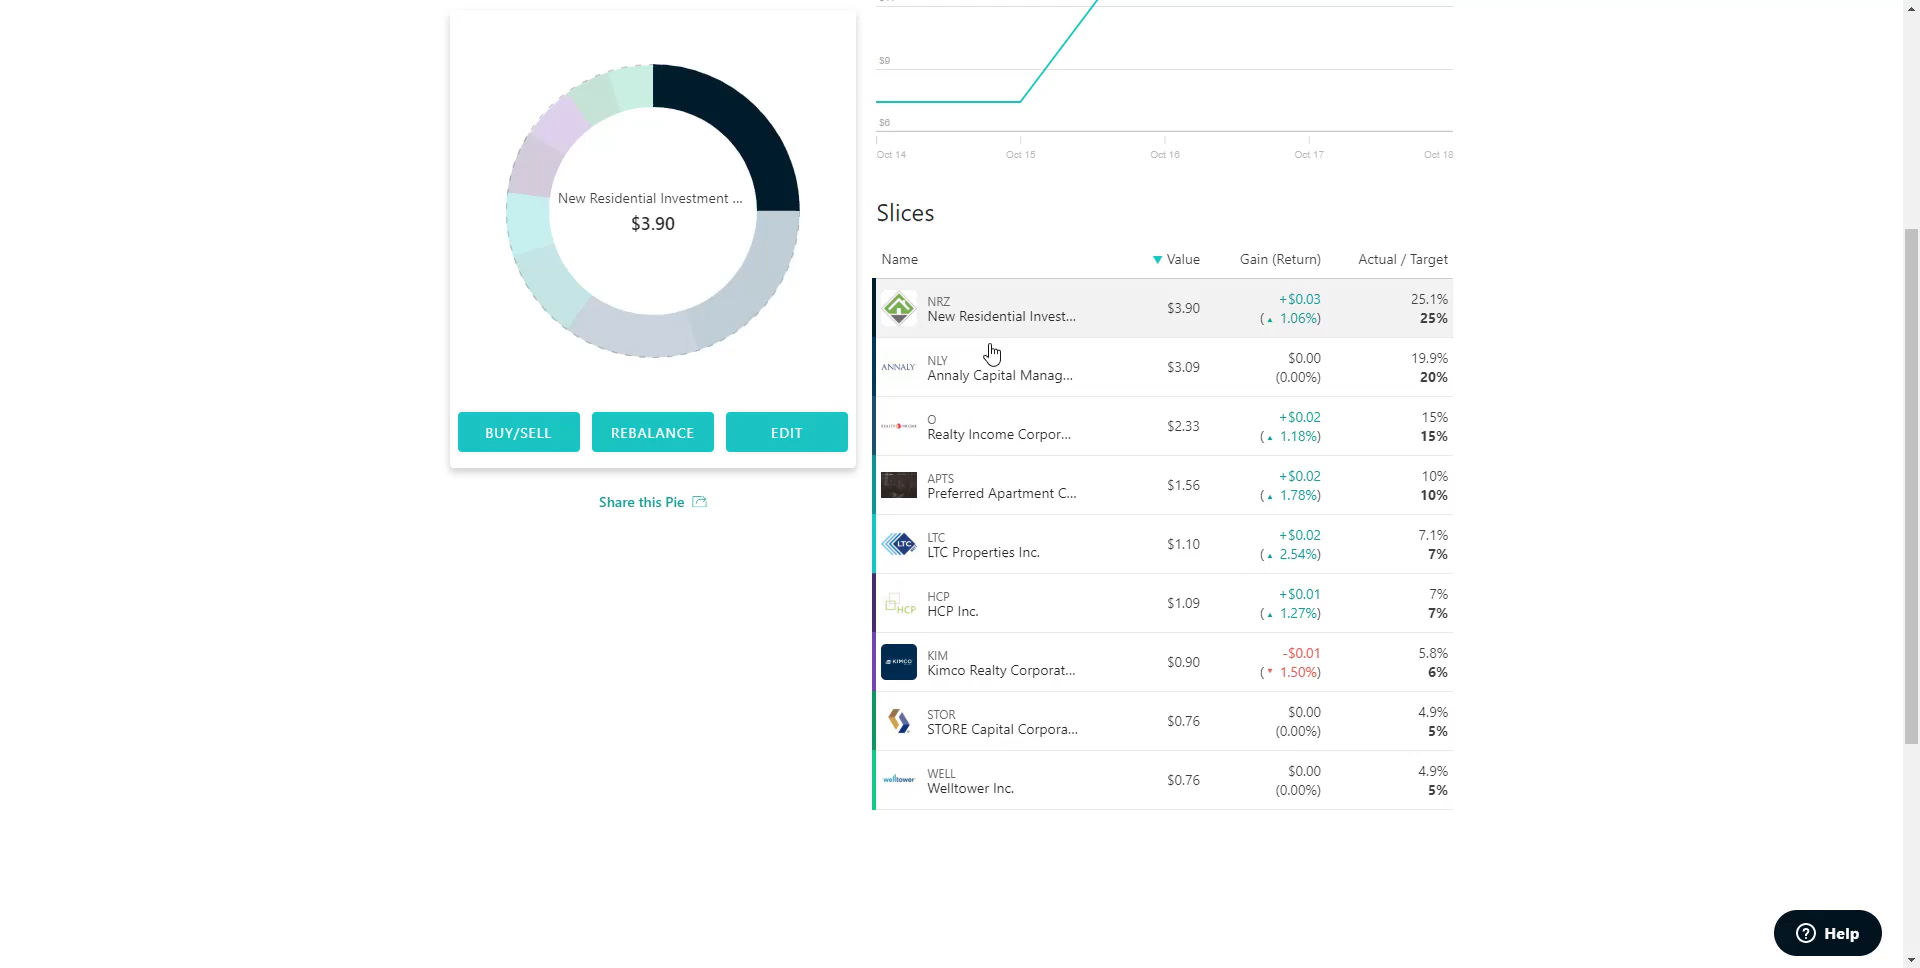 $9
$6
Oct 14
Oct 15
Oct 16
Oct 17
Oct 18
New Residential Investment ...
$3.90
BUY/SELL
REBALANCE
EDIT
Share this Pie
Slices
Name
▼ Value
Gain (Return)
Actual / Target
NRZ
New Residential Invest...
$3.90
+$0.03
(▲ 1.06%)
25.1%
25%
ANNALY
NLY
Annaly Capital Manag...
$3.09
$0.00
(0.00%)
19.9%
20%
REALTY INCOME
O
Realty Income Corpor...
$2.33
+$0.02
(▲ 1.18%)
15%
15%
APTS
Preferred Apartment C...
$1.56
+$0.02
(▲ 1.78%)
10%
10%
LTC
LTC
LTC Properties Inc.
$1.10
+$0.02
(▲ 2.54%)
7.1%
7%
HCP
HCP
HCP Inc.
$1.09
+$0.01
(▲ 1.27%)
7%
7%
KIMCO
KIM
Kimco Realty Corporat...
$0.90
-$0.01
(▼ 1.50%)
5.8%
6%
STOR
STORE Capital Corpora...
$0.76
$0.00
(0.00%)
4.9%
5%
welltower
WELL
Welltower Inc.
$0.76
$0.00
(0.00%)
4.9%
5%
? Help